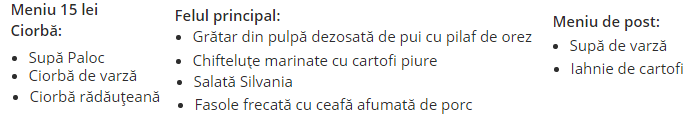 Meniu 15 lei
Ciorbă:
Supă Paloc
Ciorbă de varză
Ciorbă rădăuţeană
Felul principal:
Grătar din pulpă dezosată de pui cu pilaf de orez
Chifteluțe marinate cu cartofi piure
Salată Silvania
Fasole frecată cu ceafă afumată de porc
Meniu de post:
Supă de varză
Iahnie de cartofi